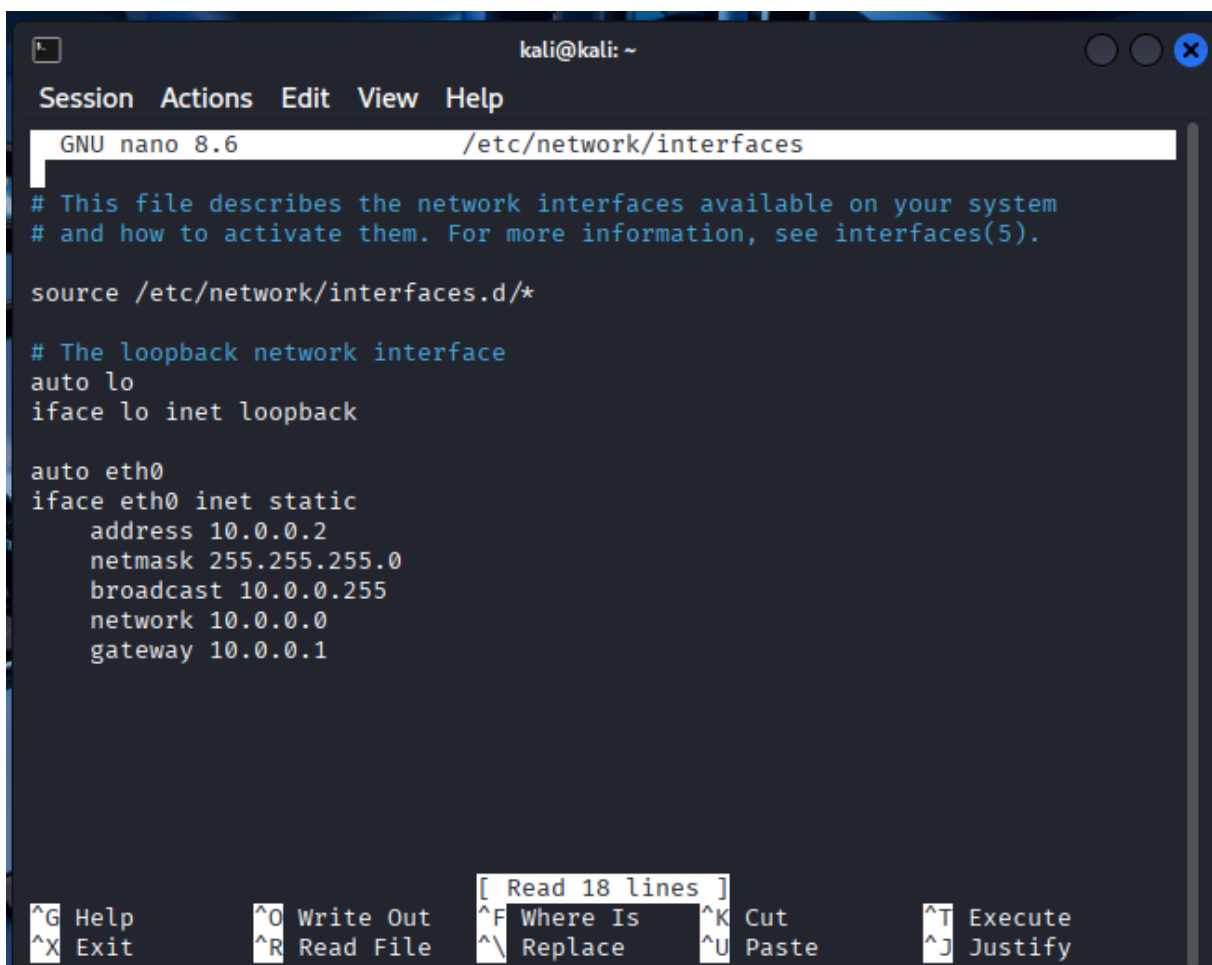 kali@kali: ~
Session Actions Edit View Help
GNU nano 8.6 /etc/network/interfaces
# This file describes the network interfaces available on your system
# and how to activate them. For more information, see interfaces(5).
source /etc/network/interfaces.d/*
# The loopback network interface
auto lo
iface lo inet loopback
auto eth0
iface eth0 inet static
address 10.0.0.2
netmask 255.255.255.0
broadcast 10.0.0.255
network 10.0.0.0
gateway 10.0.0.1
[ Read 18 lines ]
^G Help ^O Write Out ^F Where Is ^K Cut ^T Execute
^X Exit ^R Read File ^\ Replace ^U Paste ^J Justify